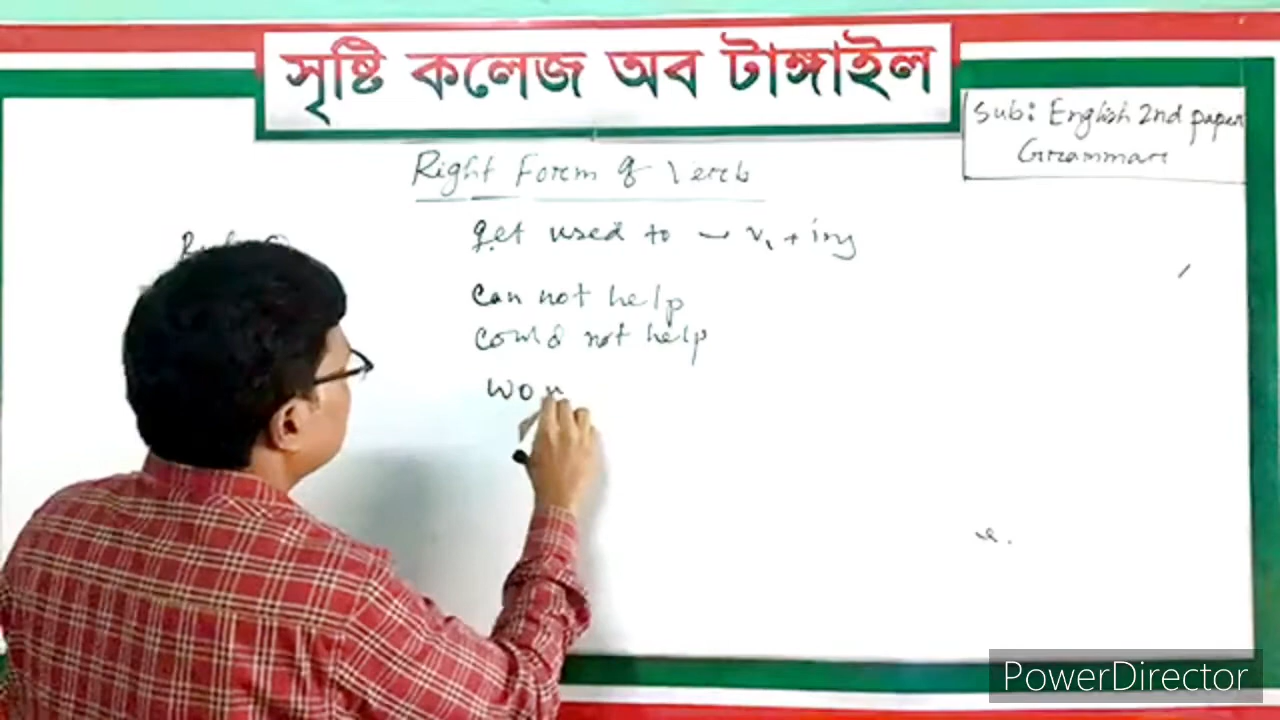 সৃষ্টি কলেজ অব টাঙ্গাইল
Sub: English 2nd paper
Grammar
Right Form of Verb
get used to → v₁ + ing
can not help
could not help
wor
PowerDirector